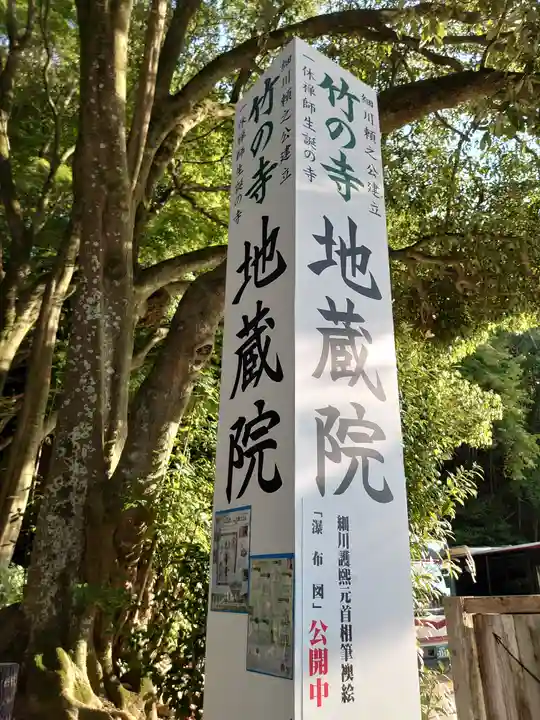 細川頼之公建立
竹の寺
一休禅師生誕の寺
地蔵院
細川頼之公建立
竹の寺
一休禅師生誕の寺
地蔵院
細川護熙元首相筆襖絵
「瀑布図」公開中